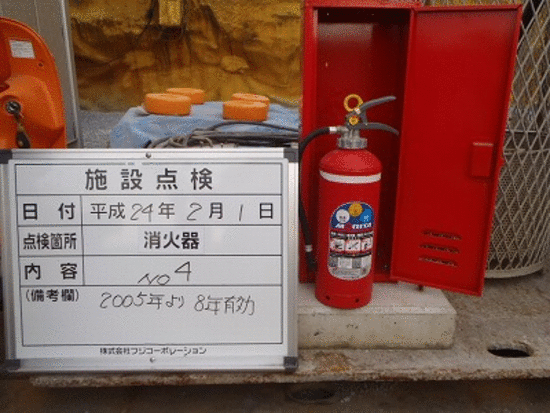 施設点検
日付 平成24年2月1日
点検箇所 消火器
内容 NO4
(備考欄) 2005年より 8年有効
株式会社フジコーポレーション